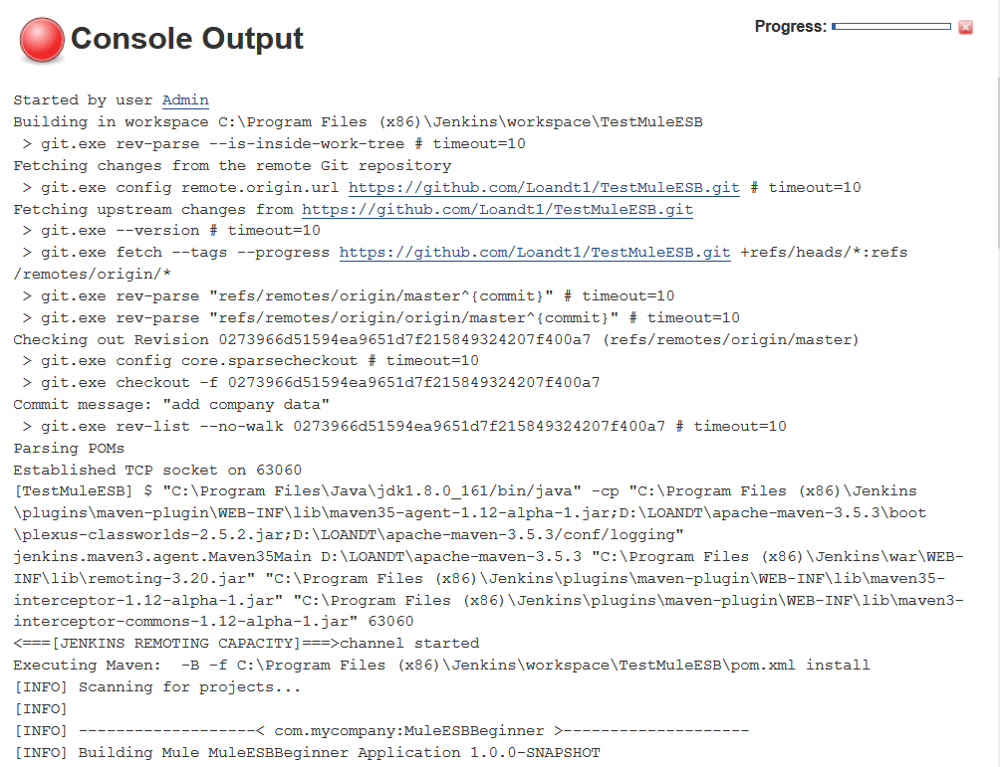 Console Output
Progress:
Started by user Admin
Building in workspace C:\Program Files (x86)\Jenkins\workspace\TestMuleESB
 > git.exe rev-parse --is-inside-work-tree # timeout=10
Fetching changes from the remote Git repository
 > git.exe config remote.origin.url https://github.com/Loandt1/TestMuleESB.git # timeout=10
Fetching upstream changes from https://github.com/Loandt1/TestMuleESB.git
 > git.exe --version # timeout=10
 > git.exe fetch --tags --progress https://github.com/Loandt1/TestMuleESB.git +refs/heads/*:refs
/remotes/origin/*
 > git.exe rev-parse "refs/remotes/origin/master^{commit}" # timeout=10
 > git.exe rev-parse "refs/remotes/origin/origin/master^{commit}" # timeout=10
Checking out Revision 0273966d51594ea9651d7f215849324207f400a7 (refs/remotes/origin/master)
 > git.exe config core.sparsecheckout # timeout=10
 > git.exe checkout -f 0273966d51594ea9651d7f215849324207f400a7
Commit message: "add company data"
 > git.exe rev-list --no-walk 0273966d51594ea9651d7f215849324207f400a7 # timeout=10
Parsing POMs
Established TCP socket on 63060
[TestMuleESB] $ "C:\Program Files\Java\jdk1.8.0_161/bin/java" -cp "C:\Program Files (x86)\Jenkins
\plugins\maven-plugin\WEB-INF\lib\maven35-agent-1.12-alpha-1.jar;D:\LOANDT\apache-maven-3.5.3\boot
\plexus-classworlds-2.5.2.jar;D:\LOANDT\apache-maven-3.5.3/conf/logging"
jenkins.maven3.agent.Maven35Main D:\LOANDT\apache-maven-3.5.3 "C:\Program Files (x86)\Jenkins\war\WEB-
INF\lib\remoting-3.20.jar" "C:\Program Files (x86)\Jenkins\plugins\maven-plugin\WEB-INF\lib\maven35-
interceptor-1.12-alpha-1.jar" "C:\Program Files (x86)\Jenkins\plugins\maven-plugin\WEB-INF\lib\maven3-
interceptor-commons-1.12-alpha-1.jar" 63060
<===[JENKINS REMOTING CAPACITY]===>channel started
Executing Maven:  -B -f C:\Program Files (x86)\Jenkins\workspace\TestMuleESB\pom.xml install
[INFO] Scanning for projects...
[INFO]
[INFO] -------------------< com.mycompany:MuleESBBeginner >--------------------
[INFO] Building Mule MuleESBBeginner Application 1.0.0-SNAPSHOT